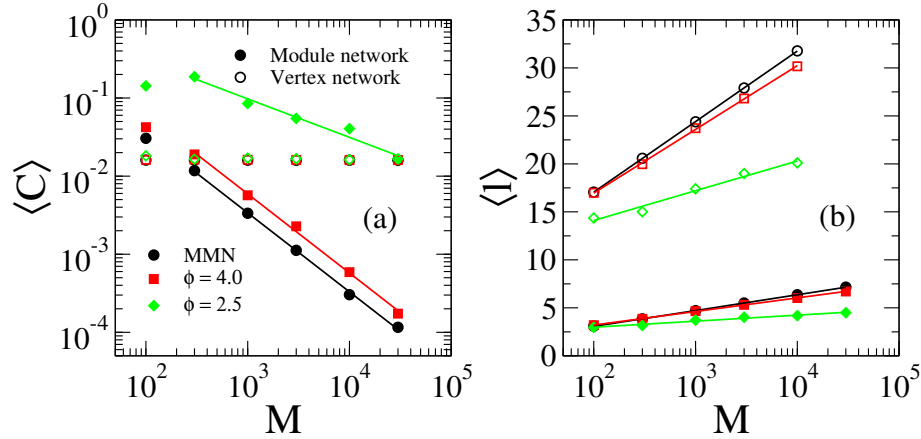 10^0
10^-1
10^-2
10^-3
10^-4
⟨C⟩
Module network
Vertex network
(a)
MMN
ϕ = 4.0
ϕ = 2.5
10^2 10^3 10^4 10^5
M
35
30
25
20
15
10
5
0
⟨l⟩
(b)
10^2 10^3 10^4 10^5
M